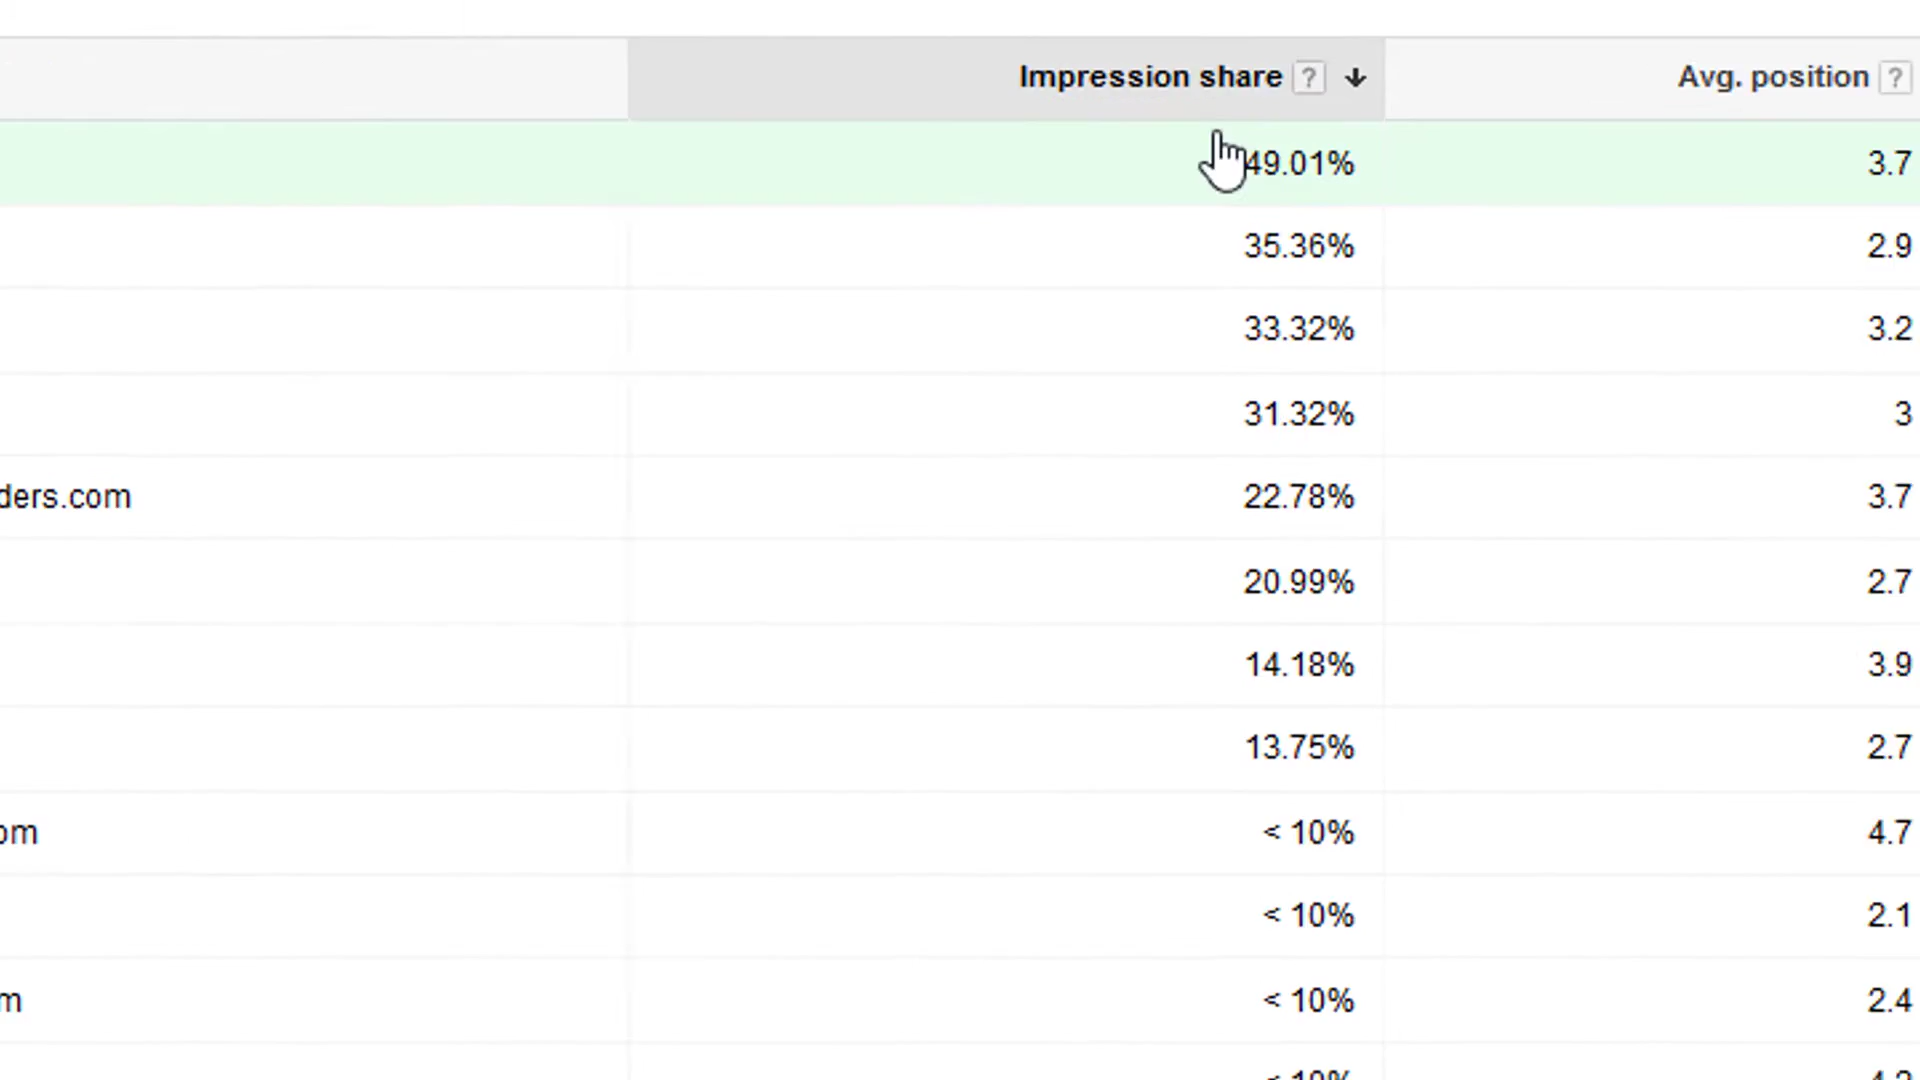 Impression share ? ↓ Avg. position ?
49.01% 3.7
35.36% 2.9
33.32% 3.2
31.32% 3
ders.com 22.78% 3.7
20.99% 2.7
14.18% 3.9
13.75% 2.7
om < 10% 4.7
< 10% 2.1
m < 10% 2.4